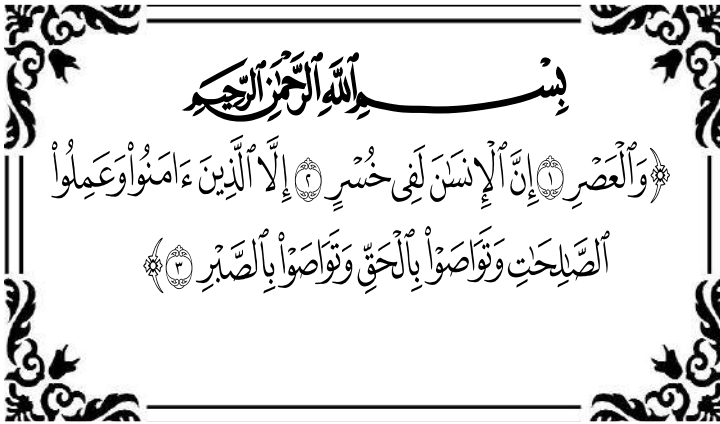 بِسْمِ ٱللَّهِ ٱلرَّحْمَٰنِ ٱلرَّحِيمِ
﴿وَٱلْعَصْرِ ۝١ إِنَّ ٱلْإِنسَٰنَ لَفِى خُسْرٍ ۝٢ إِلَّا ٱلَّذِينَ ءَامَنُوا۟ وَعَمِلُوا۟
ٱلصَّٰلِحَٰتِ وَتَوَاصَوْا۟ بِٱلْحَقِّ وَتَوَاصَوْا۟ بِٱلصَّبْرِ ۝٣﴾